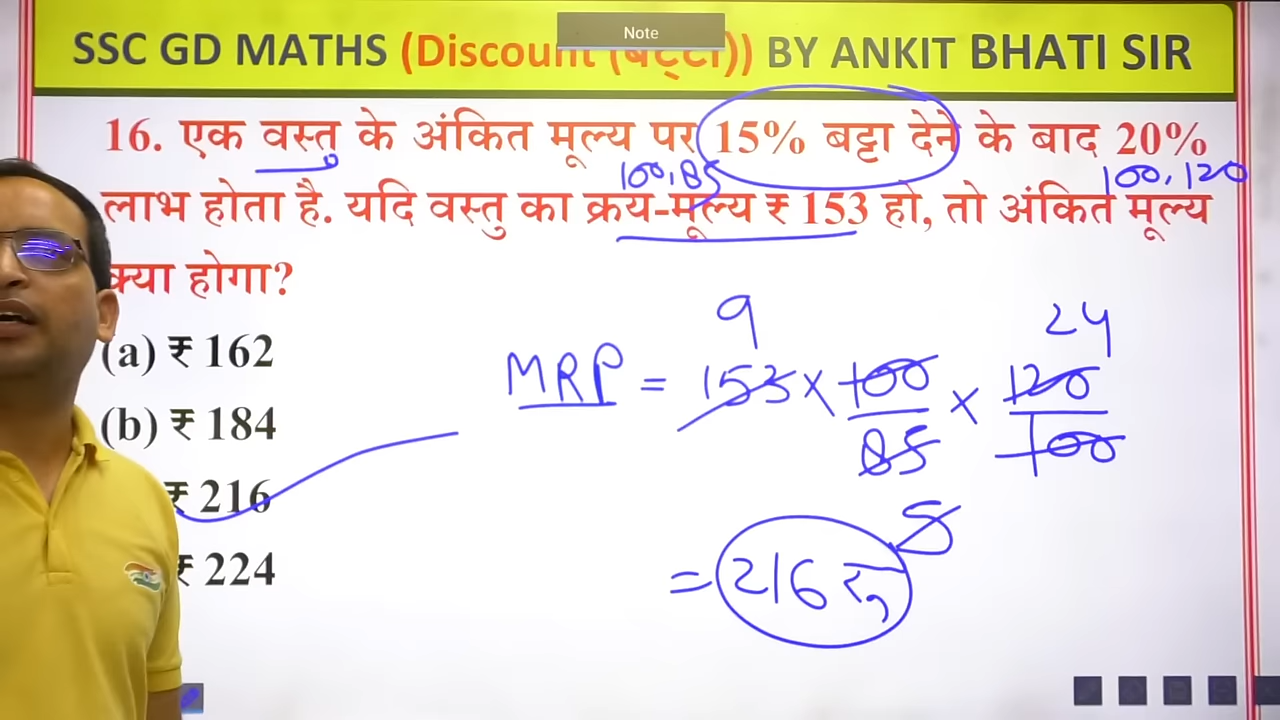 Note
SSC GD MATHS (Discount (बट्टा)) BY ANKIT BHATI SIR
16. एक वस्तु के अंकित मूल्य पर 15% बट्टा देने के बाद 20%
100, 85 100, 120
लाभ होता है. यदि वस्तु का क्रय-मूल्य ₹ 153 हो, तो अंकित मूल्य
क्या होगा?
9 24
(a) ₹ 162
MRP = 153 × 100/85 × 120/100
(b) ₹ 184
₹ 216
5
= 216 रु
₹ 224